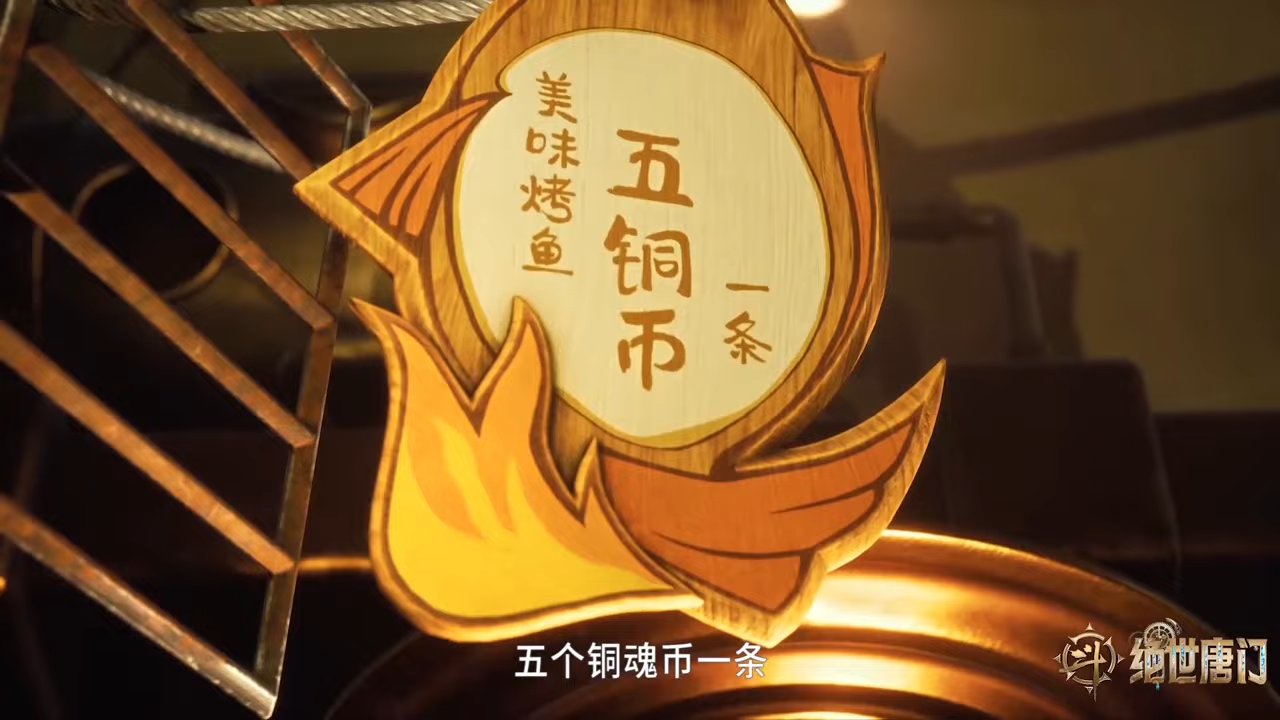 美味烤鱼
五铜币
一条
五个铜魂币一条
斗 绝世唐门